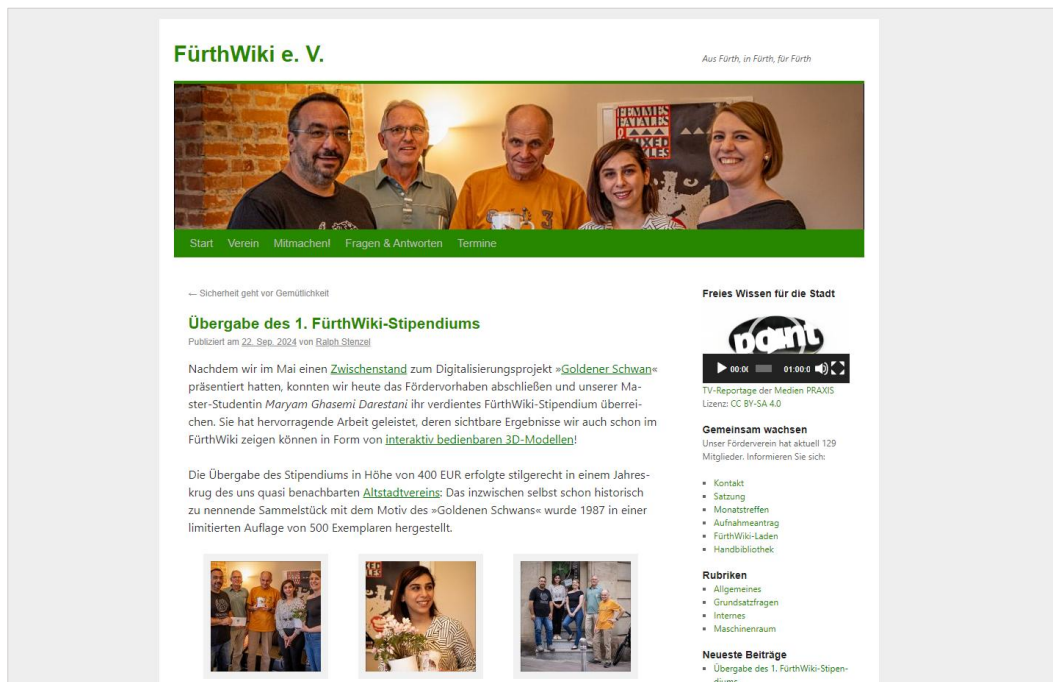 FürthWiki e. V.
Aus Fürth, in Fürth, für Fürth
FEMMES
FATALES
Start Verein Mitmachen! Fragen & Antworten Termine
← Sicherheit geht vor Gemütlichkeit
Übergabe des 1. FürthWiki-Stipendiums
Publiziert am 22. Sep. 2024 von Ralph Stenzel
Nachdem wir im Mai einen Zwischenstand zum Digitalisierungsprojekt »Goldener Schwan«
präsentiert hatten, konnten wir heute das Fördervorhaben abschließen und unserer Ma-
ster-Studentin Maryam Ghasemi Darestani ihr verdientes FürthWiki-Stipendium überrei-
chen. Sie hat hervorragende Arbeit geleistet, deren sichtbare Ergebnisse wir auch schon im
FürthWiki zeigen können in Form von interaktiv bedienbaren 3D-Modellen!
Die Übergabe des Stipendiums in Höhe von 400 EUR erfolgte stilgerecht in einem Jahres-
krug des uns quasi benachbarten Altstadtvereins: Das inzwischen selbst schon historisch
zu nennende Sammelstück mit dem Motiv des »Goldenen Schwans« wurde 1987 in einer
limitierten Auflage von 500 Exemplaren hergestellt.
Freies Wissen für die Stadt
point
00:0 01:00:0
TV-Reportage der Medien PRAXIS
Lizenz: CC BY-SA 4.0
Gemeinsam wachsen
Unser Förderverein hat aktuell 129
Mitglieder. Informieren Sie sich:
Kontakt
Satzung
Monatstreffen
Aufnahmeantrag
FürthWiki-Laden
Handbibliothek
Rubriken
Allgemeines
Grundsatzfragen
Internes
Maschinenraum
Neueste Beiträge
Übergabe des 1. FürthWiki-Stipen-
diums